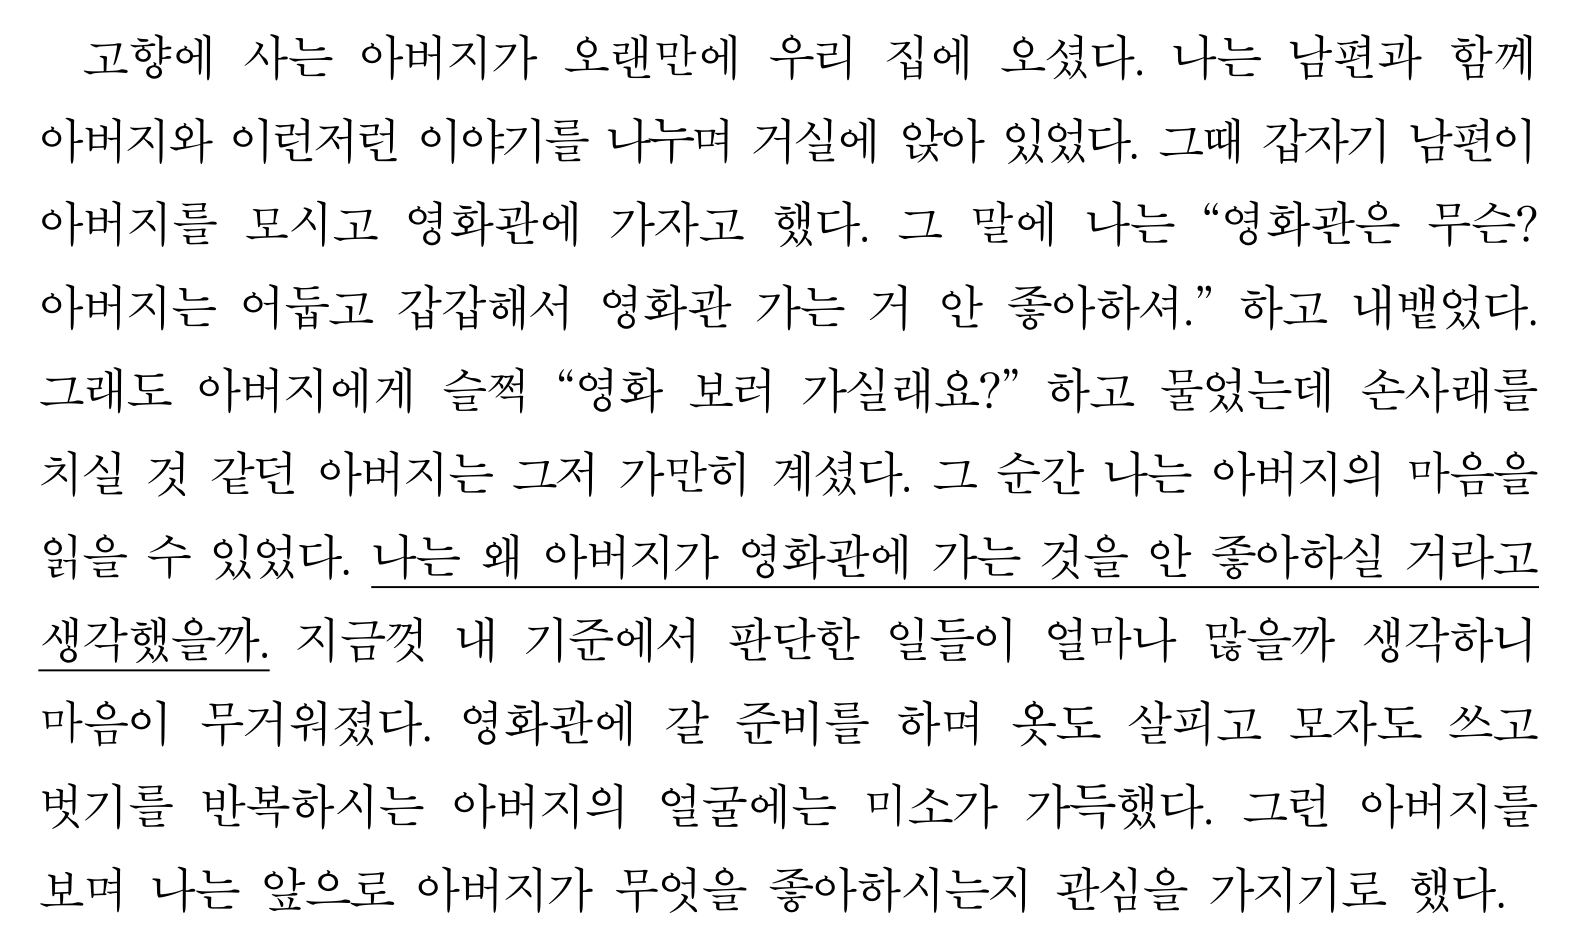 고향에 사는 아버지가 오랜만에 우리 집에 오셨다. 나는 남편과 함께
아버지와 이런저런 이야기를 나누며 거실에 앉아 있었다. 그때 갑자기 남편이
아버지를 모시고 영화관에 가자고 했다. 그 말에 나는 “영화관은 무슨?
아버지는 어둡고 갑갑해서 영화관 가는 거 안 좋아하셔.” 하고 내뱉었다.
그래도 아버지에게 슬쩍 “영화 보러 가실래요?” 하고 물었는데 손사래를
치실 것 같던 아버지는 그저 가만히 계셨다. 그 순간 나는 아버지의 마음을
읽을 수 있었다. 나는 왜 아버지가 영화관에 가는 것을 안 좋아하실 거라고
생각했을까. 지금껏 내 기준에서 판단한 일들이 얼마나 많을까 생각하니
마음이 무거워졌다. 영화관에 갈 준비를 하며 옷도 살피고 모자도 쓰고
벗기를 반복하시는 아버지의 얼굴에는 미소가 가득했다. 그런 아버지를
보며 나는 앞으로 아버지가 무엇을 좋아하시는지 관심을 가지기로 했다.